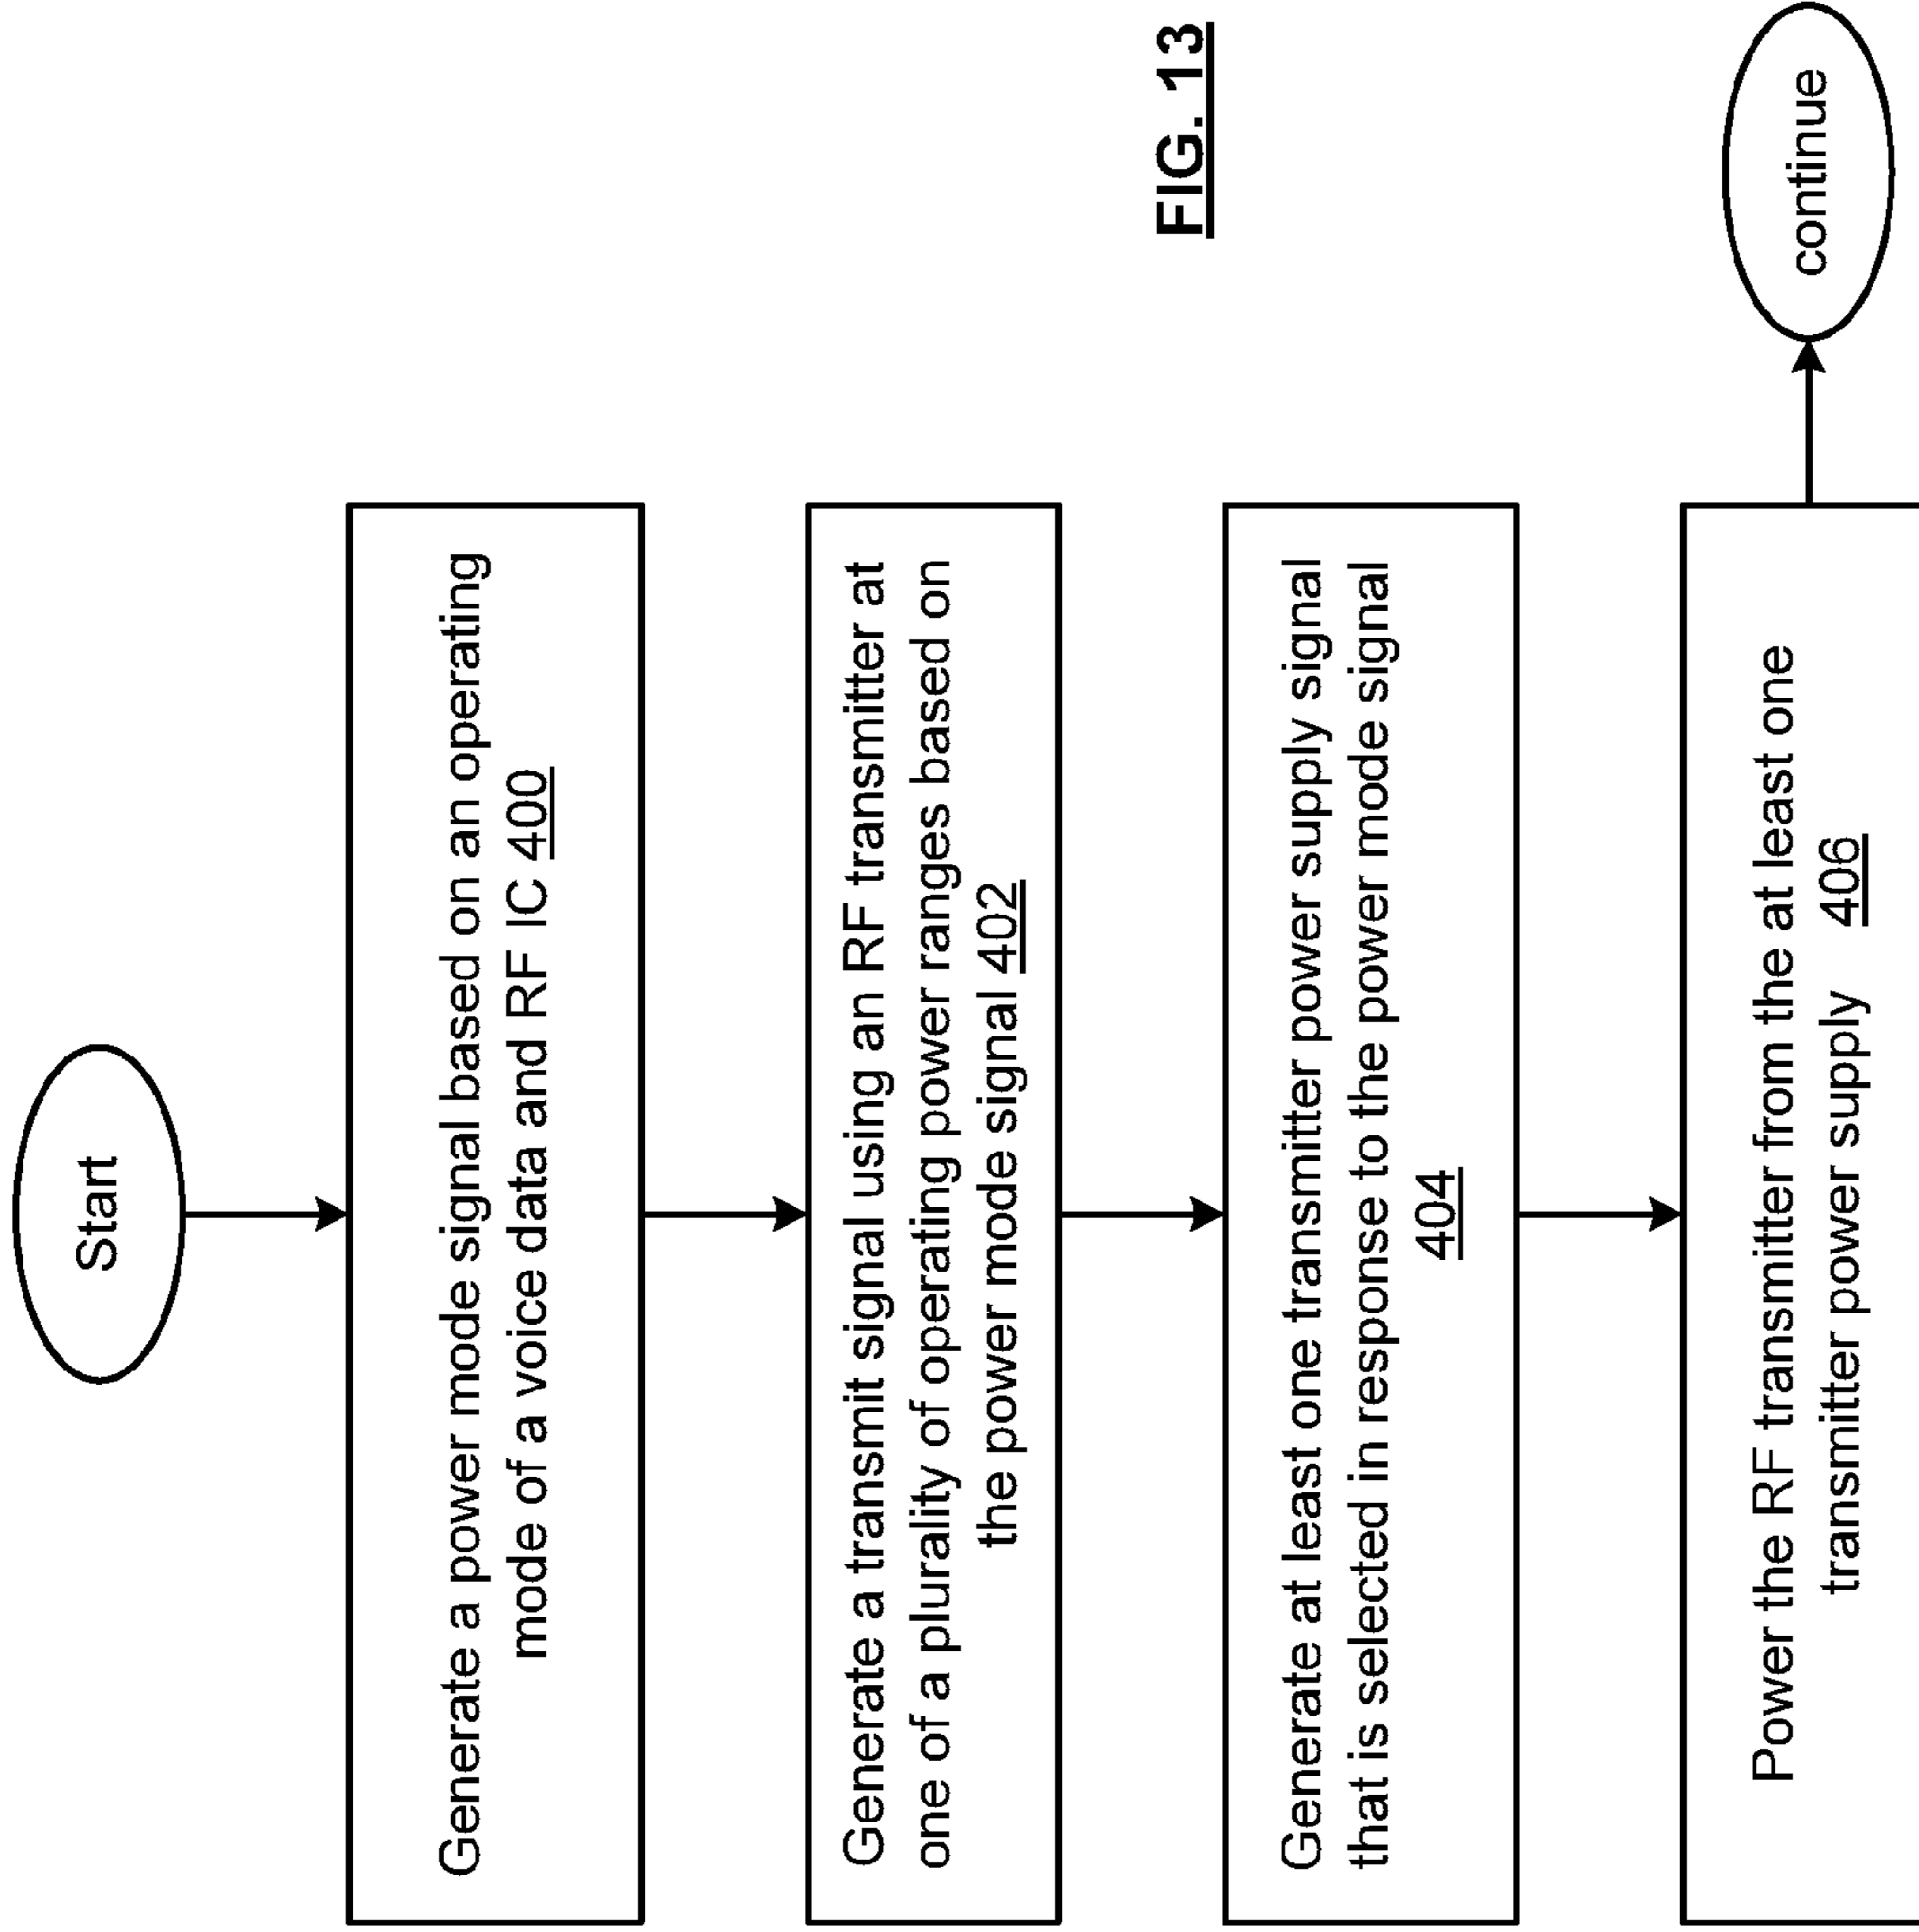 Start
Generate a power mode signal based on an operating
mode of a voice data and RF IC 400
Generate a transmit signal using an RF transmitter at
one of a plurality of operating power ranges based on
the power mode signal 402
Generate at least one transmitter power supply signal
that is selected in response to the power mode signal
404
Power the RF transmitter from the at least one
transmitter power supply 406
continue
FIG. 13